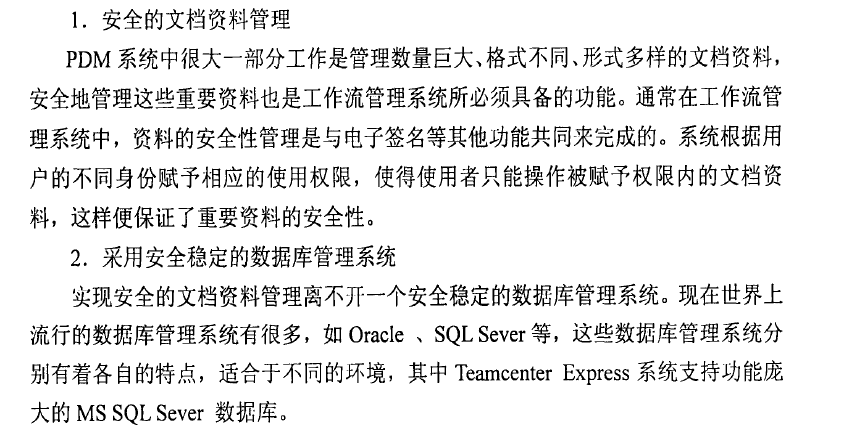 1．安全的文档资料管理
PDM 系统中很大一部分工作是管理数量巨大、格式不同、形式多样的文档资料，
安全地管理这些重要资料也是工作流管理系统所必须具备的功能。通常在工作流管
理系统中，资料的安全性管理是与电子签名等其他功能共同来完成的。系统根据用
户的不同身份赋予相应的使用权限，使得使用者只能操作被赋予权限内的文档资
料，这样便保证了重要资料的安全性。
2．采用安全稳定的数据库管理系统
实现安全的文档资料管理离不开一个安全稳定的数据库管理系统。现在世界上
流行的数据库管理系统有很多，如 Oracle 、SQL Sever 等，这些数据库管理系统分
别有着各自的特点，适合于不同的环境，其中 Teamcenter Express 系统支持功能庞
大的 MS SQL Sever 数据库。